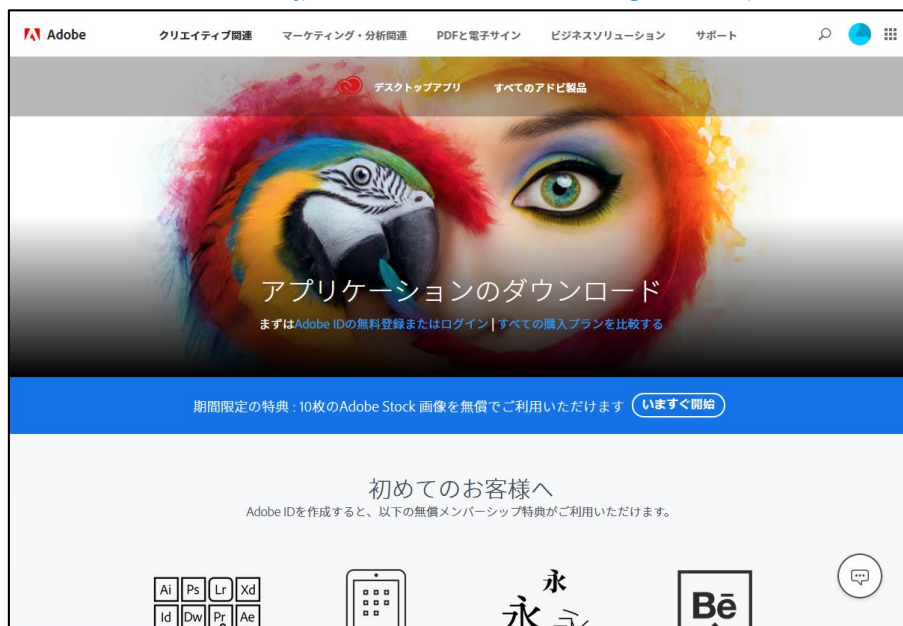 Adobe
クリエイティブ関連 マーケティング・分析関連 PDFと電子サイン ビジネスソリューション サポート
デスクトップアプリ すべてのアドビ製品
アプリケーションのダウンロード
まずはAdobe IDの無料登録またはログイン | すべての購入プランを比較する
期間限定の特典 : 10枚のAdobe Stock 画像を無償でご利用いただけます いますぐ開始
初めてのお客様へ
Adobe IDを作成すると、以下の無償メンバーシップ特典がご利用いただけます。
Ai Ps Lr Xd
Id Dw Pr Ae
永
永
Bē